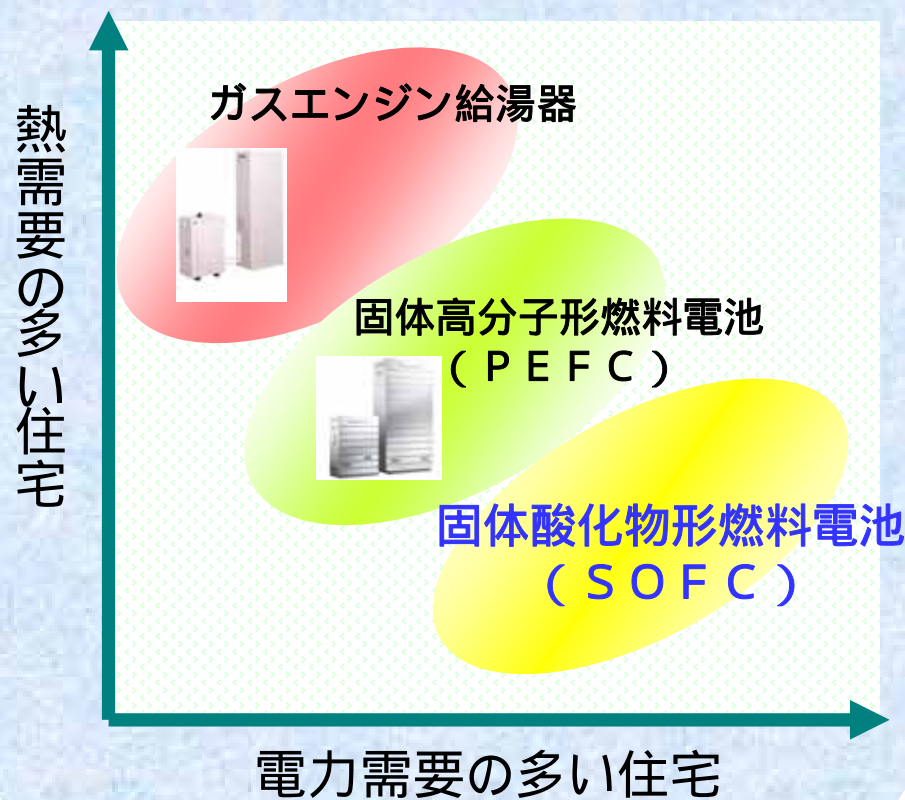 熱需要の多い住宅
ガスエンジン給湯器
固体高分子形燃料電池
（ＰＥＦＣ）
固体酸化物形燃料電池
（ＳＯＦＣ）
電力需要の多い住宅